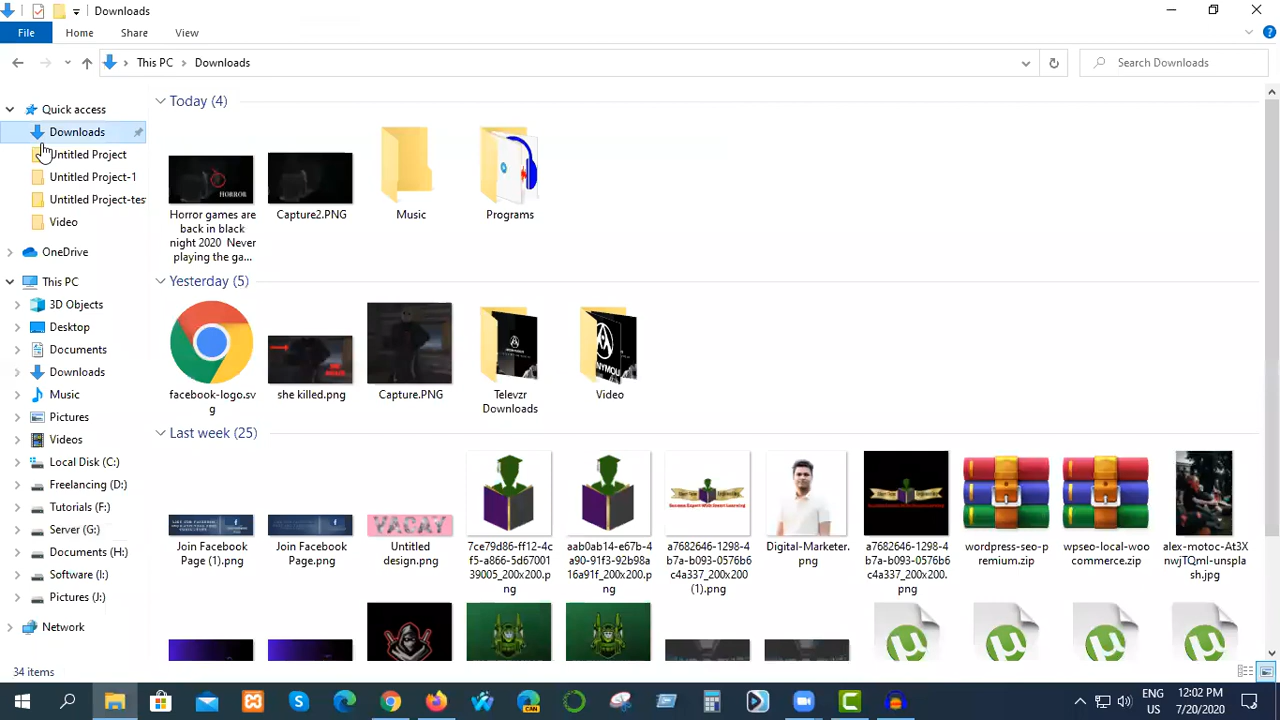 Downloads
File
Home
Share
View
This PC
Downloads
Search Downloads
Quick access
Downloads
Untitled Project
Untitled Project-1
Untitled Project-tes
Video
OneDrive
This PC
3D Objects
Desktop
Documents
Downloads
Music
Pictures
Videos
Local Disk (C:)
Freelancing (D:)
Tutorials (F:)
Server (G:)
Documents (H:)
Software (I:)
Pictures (J:)
Network
Today (4)
HORROR
Horror games are
back in black
night 2020 Never
playing the ga...
Capture2.PNG
Music
Programs
Yesterday (5)
facebook-logo.sv
g
she killed.png
Capture.PNG
Televzr
Downloads
Video
Last week (25)
VACAY
Join Facebook
Page (1).png
Join Facebook
Page.png
Untitled
design.png
7ce79d86-ff12-4c
f5-a866-5d67001
39005_200x200.p
ng
aab0ab14-e67b-4
a90-91f3-92b98a
16a91f_200x200.p
ng
a7682646-1298-4
b7a-b093-0576b6
c4a337_200x200
(1).png
Digital-Marketer.
png
a7682646-1298-4
b7a-b093-0576b6
c4a337_200x200.
png
wordpress-seo-p
remium.zip
wpseo-local-woo
commerce.zip
alex-motoc-At3X
nwjTQmI-unspla
sh.jpg
34 items
CAN
ENG
US
12:02 PM
7/20/2020